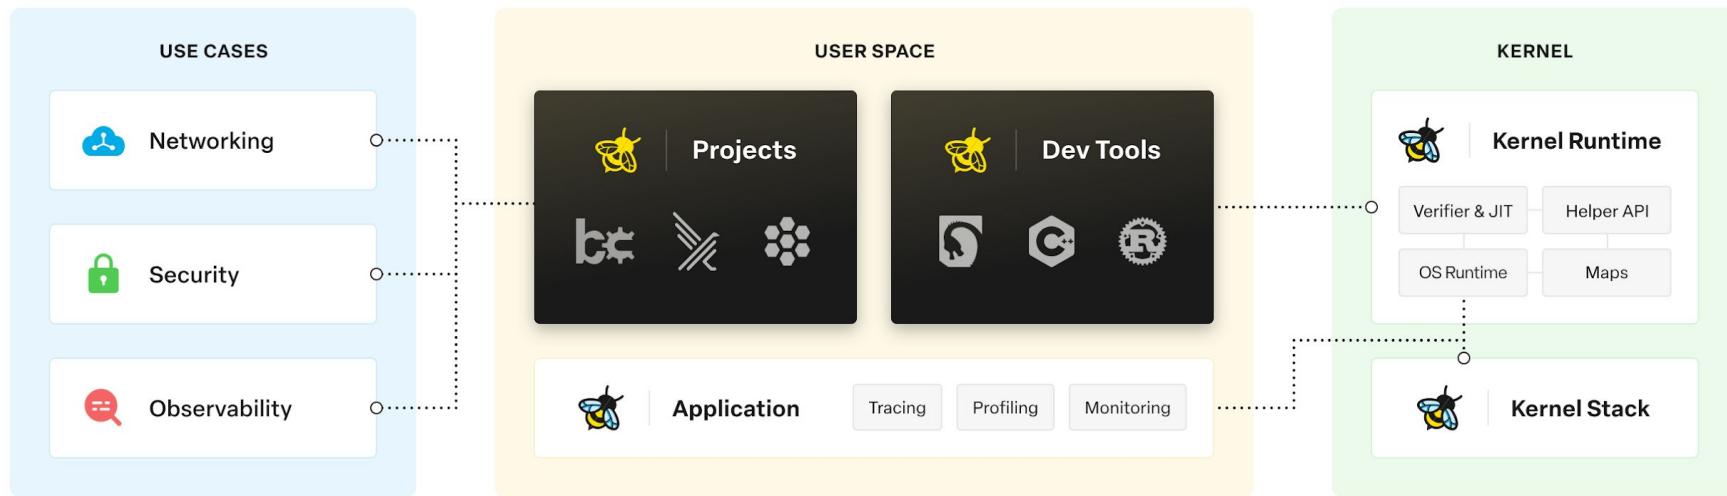 USE CASES
Networking
Security
Observability
USER SPACE
Projects
bcc
Dev Tools
C++
R
Application
Tracing
Profiling
Monitoring
KERNEL
Kernel Runtime
Verifier & JIT
Helper API
OS Runtime
Maps
Kernel Stack